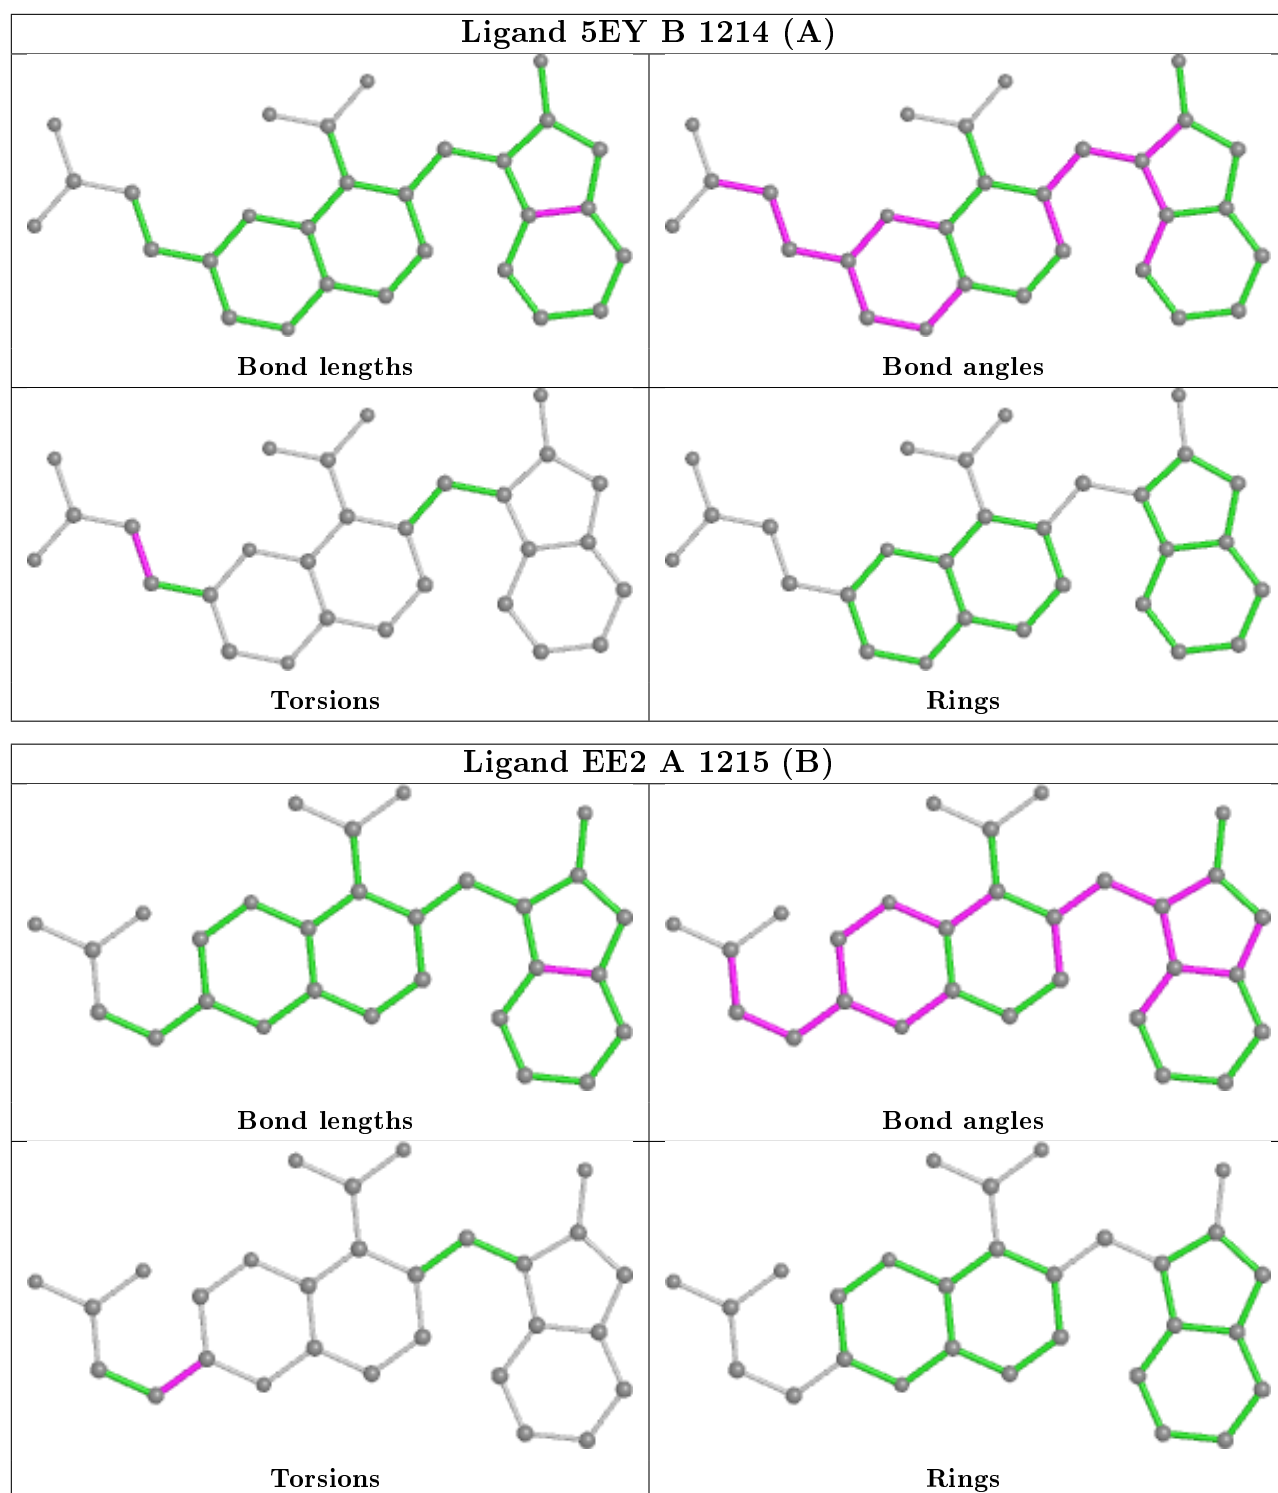 Ligand 5EY B 1214 (A)
Bond lengths
Bond angles
Torsions
Rings
Ligand EE2 A 1215 (B)
Bond lengths
Bond angles
Torsions
Rings